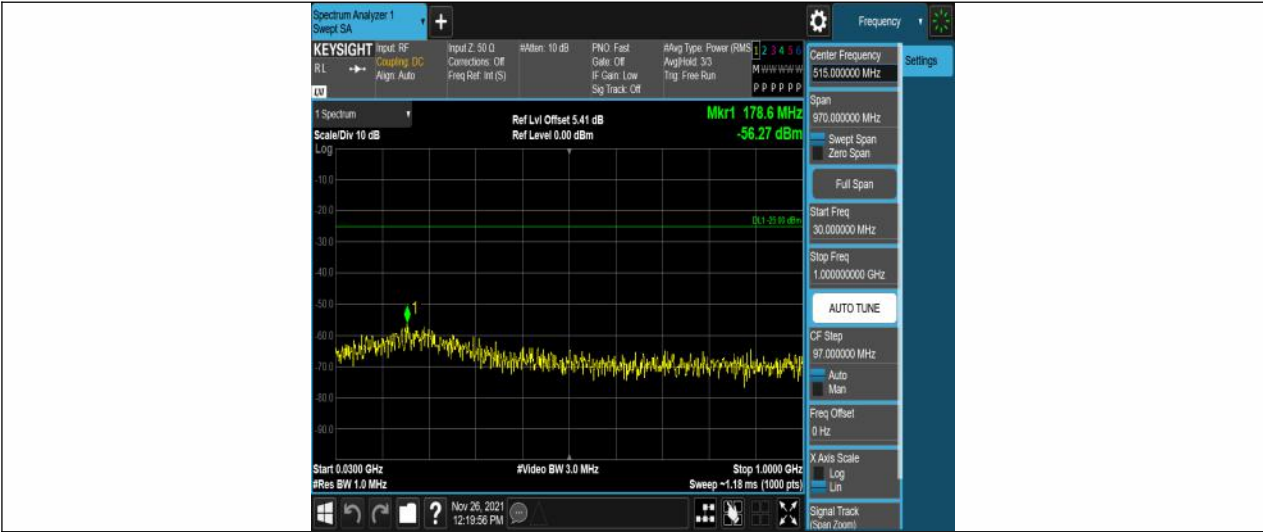 Spectrum Analyzer 1
Swept SA
+
Frequency
KEYSIGHT
Input: RF
Coupling: DC
Align: Auto
RL
LV
Input Z: 50 Ω
Corrections: Off
Freq Ref: Int (S)
#Atten: 10 dB
PNO: Fast
Gate: Off
IF Gain: Low
Sig Track: Off
#Avg Type: Power (RMS
Avg|Hold: 3/3
Trig: Free Run
1 2 3 4 5 6
M W W W W W
P P P P P P
1 Spectrum
Scale/Div 10 dB
Log
Ref Lvl Offset 5.41 dB
Ref Level 0.00 dBm
Mkr1 178.6 MHz
-56.27 dBm
-10.0
-20.0
DL1 -25.00 dBm
-30.0
-40.0
-50.0
1
-60.0
-70.0
-80.0
-90.0
Start 0.0300 GHz
#Res BW 1.0 MHz
#Video BW 3.0 MHz
Stop 1.0000 GHz
Sweep ~1.18 ms (1000 pts)
?
Nov 26, 2021
12:19:56 PM
Center Frequency
515.000000 MHz
Settings
Span
970.000000 MHz
Swept Span
Zero Span
Full Span
Start Freq
30.000000 MHz
Stop Freq
1.000000000 GHz
AUTO TUNE
CF Step
97.000000 MHz
Auto
Man
Freq Offset
0 Hz
X Axis Scale
Log
Lin
Signal Track
(Span Zoom)